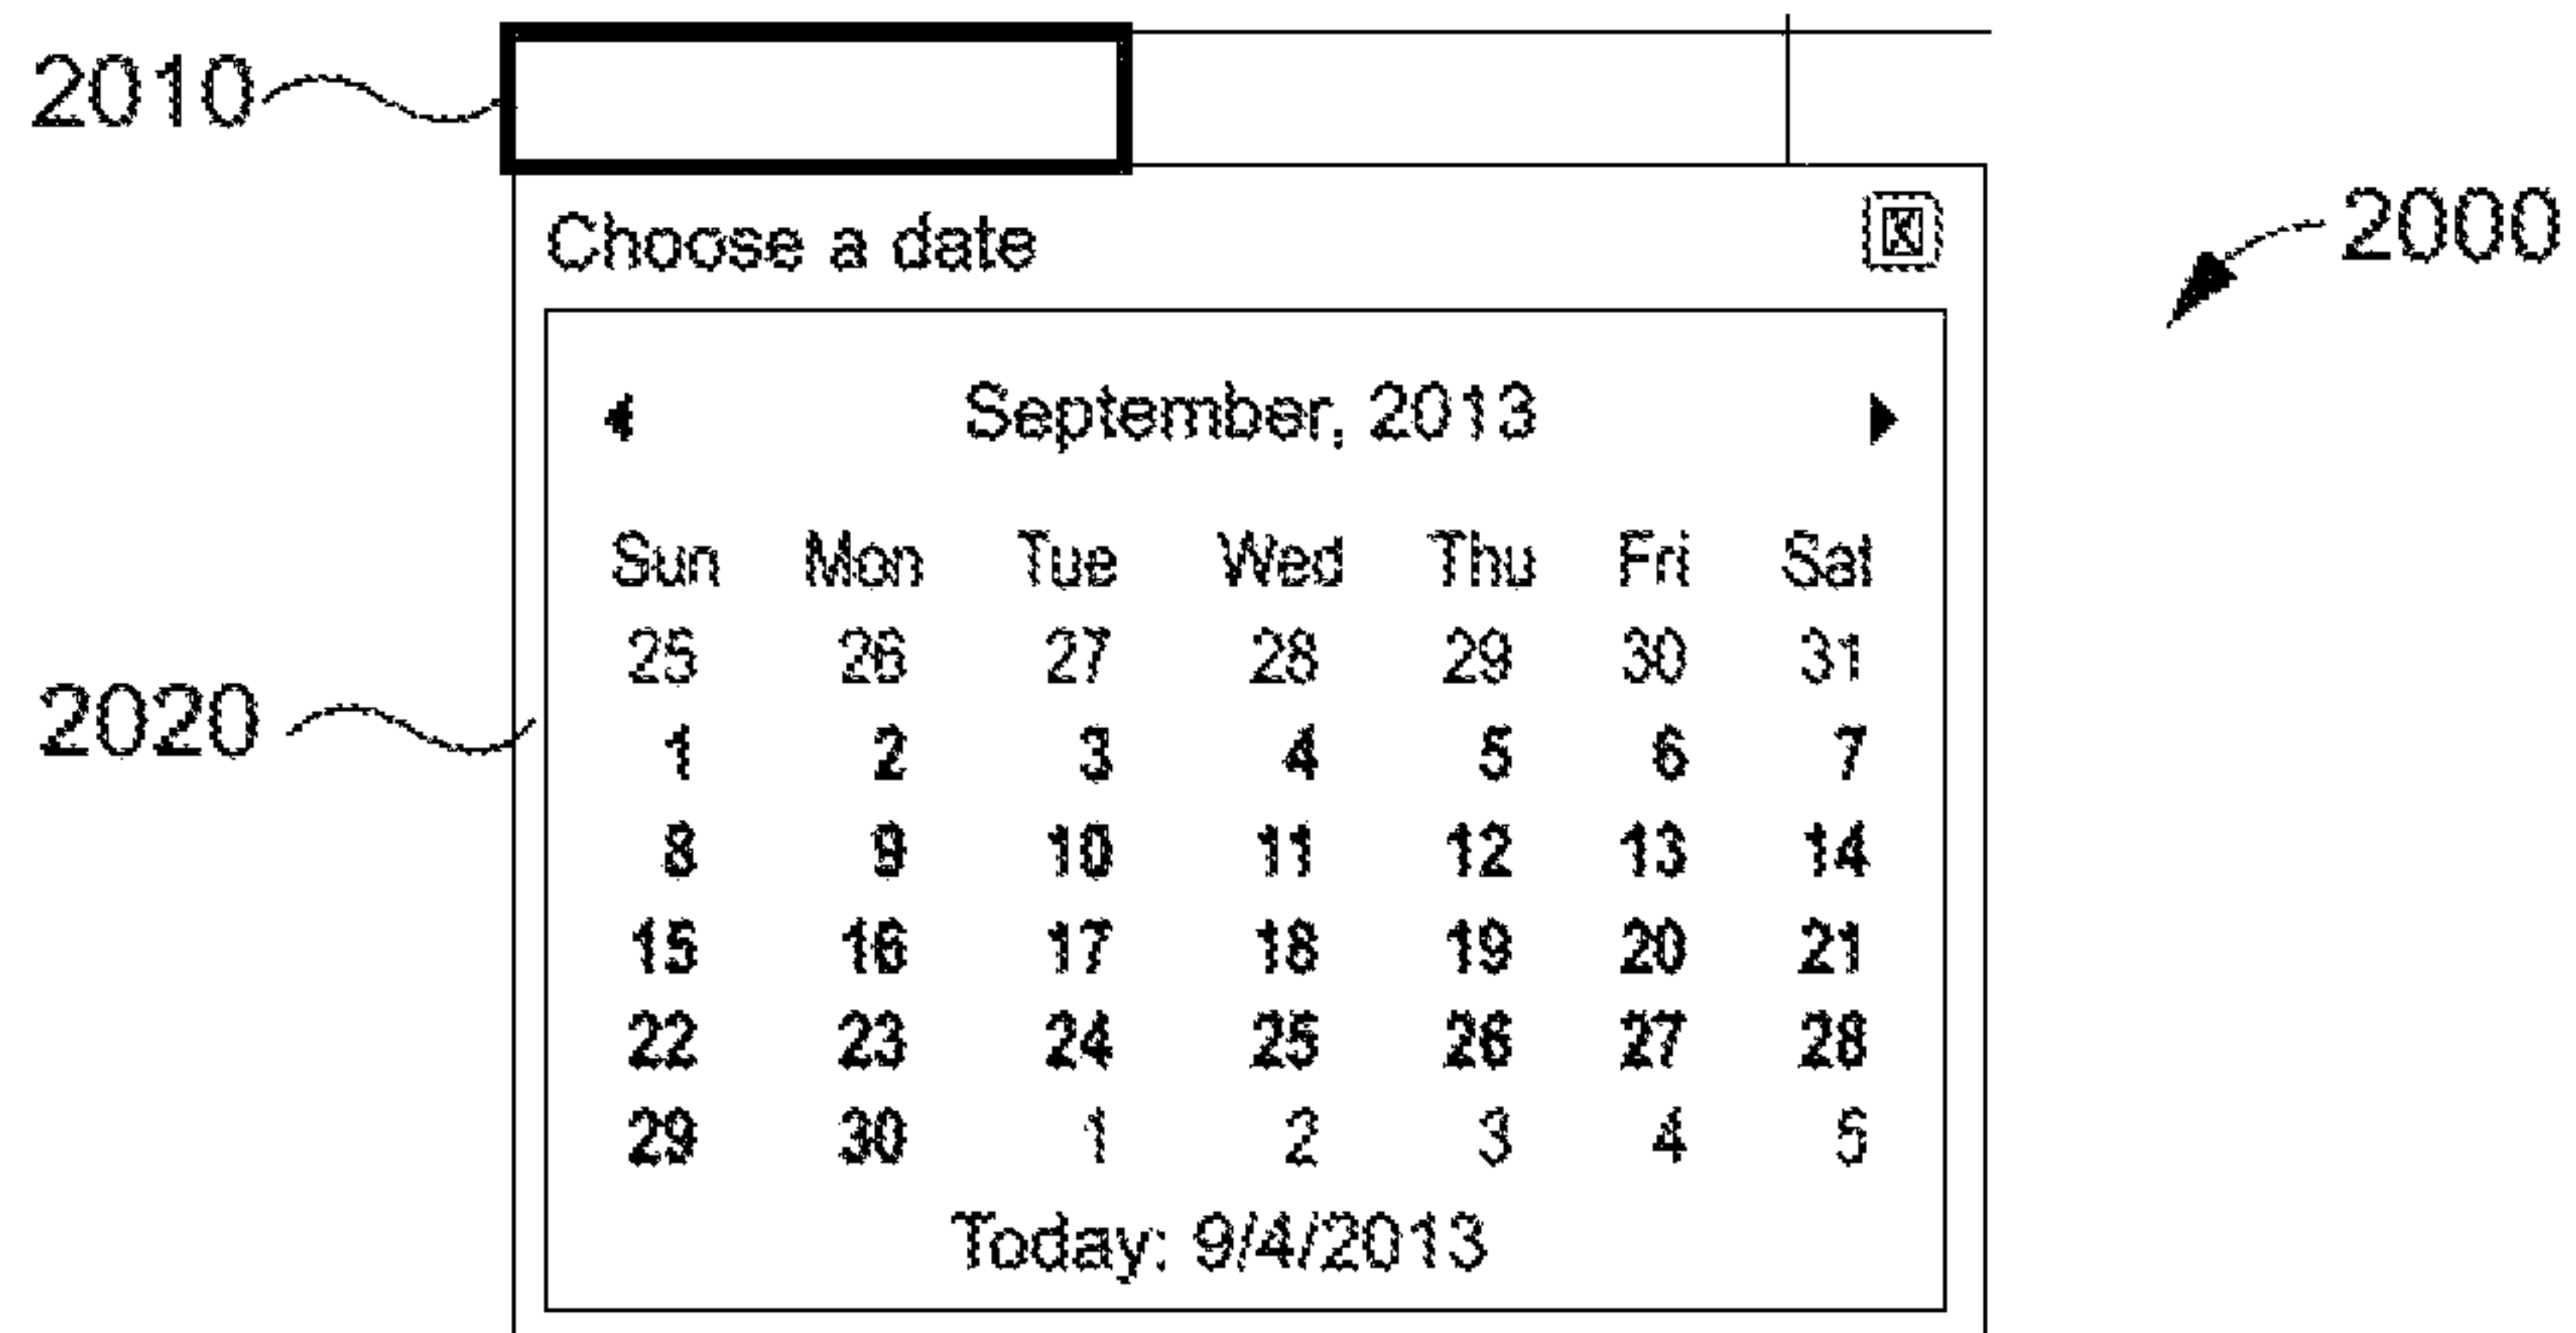 2010
Choose a date
2000
September, 2013
Sun Mon Tue Wed Thu Fri Sat
25 26 27 28 29 30 31
2020
1 2 3 4 5 6 7
8 9 10 11 12 13 14
15 16 17 18 19 20 21
22 23 24 25 26 27 28
29 30 1 2 3 4 5
Today: 9/4/2013